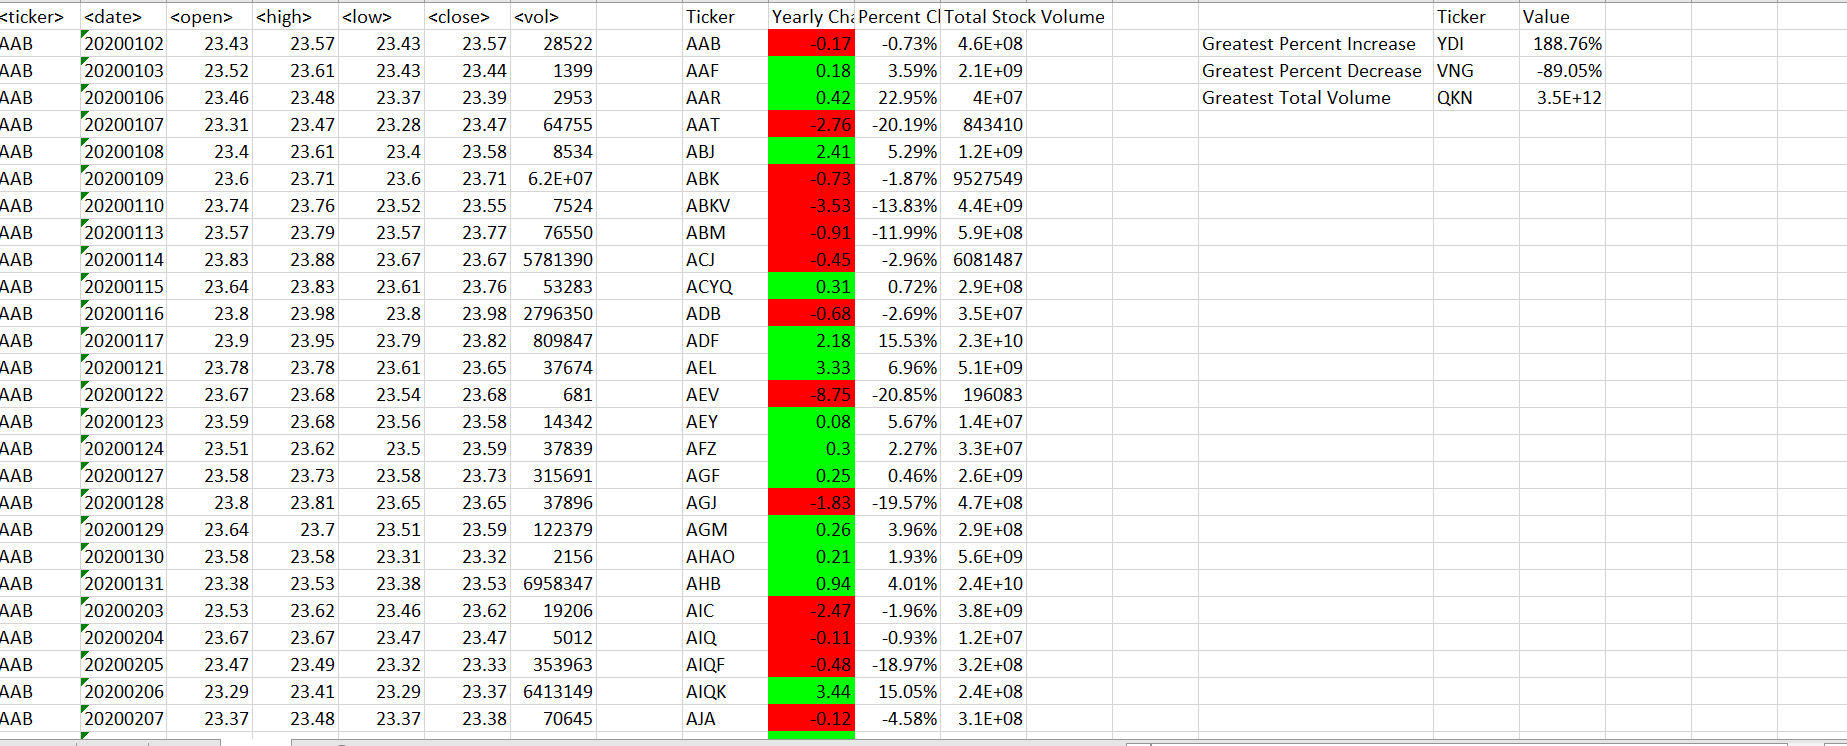 <ticker> <date> <open> <high> <low> <close> <vol> Ticker Yearly Cha Percent Cl Total Stock Volume Ticker Value
AAB 20200102 23.43 23.57 23.43 23.57 28522 AAB -0.17 -0.73% 4.6E+08 Greatest Percent Increase YDI 188.76%
AAB 20200103 23.52 23.61 23.43 23.44 1399 AAF 0.18 3.59% 2.1E+09 Greatest Percent Decrease VNG -89.05%
AAB 20200106 23.46 23.48 23.37 23.39 2953 AAR 0.42 22.95% 4E+07 Greatest Total Volume QKN 3.5E+12
AAB 20200107 23.31 23.47 23.28 23.47 64755 AAT -2.76 -20.19% 843410
AAB 20200108 23.4 23.61 23.4 23.58 8534 ABJ 2.41 5.29% 1.2E+09
AAB 20200109 23.6 23.71 23.6 23.71 6.2E+07 ABK -0.73 -1.87% 9527549
AAB 20200110 23.74 23.76 23.52 23.55 7524 ABKV -3.53 -13.83% 4.4E+09
AAB 20200113 23.57 23.79 23.57 23.77 76550 ABM -0.91 -11.99% 5.9E+08
AAB 20200114 23.83 23.88 23.67 23.67 5781390 ACJ -0.45 -2.96% 6081487
AAB 20200115 23.64 23.83 23.61 23.76 53283 ACYQ 0.31 0.72% 2.9E+08
AAB 20200116 23.8 23.98 23.8 23.98 2796350 ADB -0.68 -2.69% 3.5E+07
AAB 20200117 23.9 23.95 23.79 23.82 809847 ADF 2.18 15.53% 2.3E+10
AAB 20200121 23.78 23.78 23.61 23.65 37674 AEL 3.33 6.96% 5.1E+09
AAB 20200122 23.67 23.68 23.54 23.68 681 AEV -8.75 -20.85% 196083
AAB 20200123 23.59 23.68 23.56 23.58 14342 AEY 0.08 5.67% 1.4E+07
AAB 20200124 23.51 23.62 23.5 23.59 37839 AFZ 0.3 2.27% 3.3E+07
AAB 20200127 23.58 23.73 23.58 23.73 315691 AGF 0.25 0.46% 2.6E+09
AAB 20200128 23.8 23.81 23.65 23.65 37896 AGJ -1.83 -19.57% 4.7E+08
AAB 20200129 23.64 23.7 23.51 23.59 122379 AGM 0.26 3.96% 2.9E+08
AAB 20200130 23.58 23.58 23.31 23.32 2156 AHAO 0.21 1.93% 5.6E+09
AAB 20200131 23.38 23.53 23.38 23.53 6958347 AHB 0.94 4.01% 2.4E+10
AAB 20200203 23.53 23.62 23.46 23.62 19206 AIC -2.47 -1.96% 3.8E+09
AAB 20200204 23.67 23.67 23.47 23.47 5012 AIQ -0.11 -0.93% 1.2E+07
AAB 20200205 23.47 23.49 23.32 23.33 353963 AIQF -0.48 -18.97% 3.2E+08
AAB 20200206 23.29 23.41 23.29 23.37 6413149 AIQK 3.44 15.05% 2.4E+08
AAB 20200207 23.37 23.48 23.37 23.38 70645 AJA -0.12 -4.58% 3.1E+08